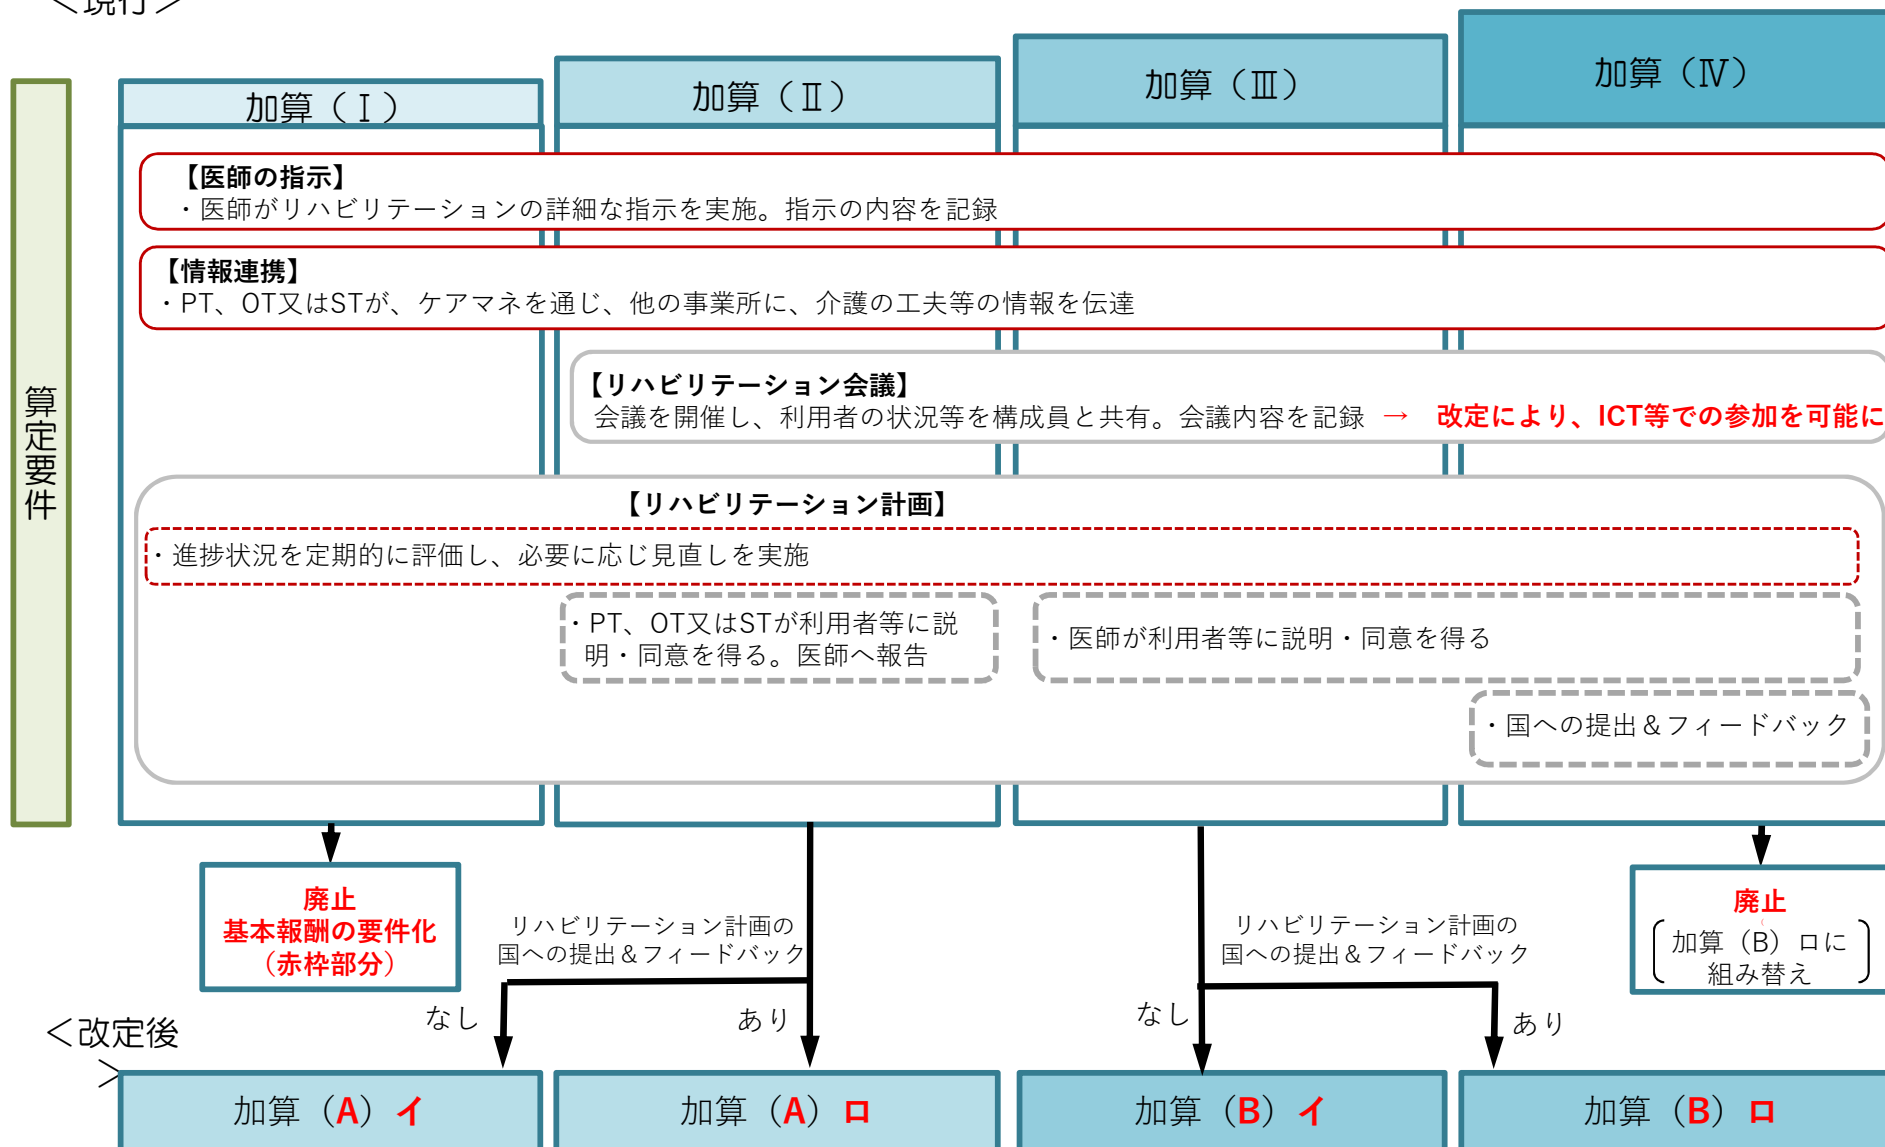 ＜現行＞
加算（Ⅰ）
加算（Ⅱ）
加算（Ⅲ）
加算（Ⅳ）
算定要件
【医師の指示】
・医師がリハビリテーションの詳細な指示を実施。指示の内容を記録
【情報連携】
・PT、OT又はSTが、ケアマネを通じ、他の事業所に、介護の工夫等の情報を伝達
【リハビリテーション会議】
会議を開催し、利用者の状況等を構成員と共有。会議内容を記録 → 改定により、ICT等での参加を可能に
【リハビリテーション計画】
・進捗状況を定期的に評価し、必要に応じ見直しを実施
・PT、OT又はSTが利用者等に説
明・同意を得る。医師へ報告
・医師が利用者等に説明・同意を得る
・国への提出＆フィードバック
廃止
基本報酬の要件化
（赤枠部分）
リハビリテーション計画の
国への提出＆フィードバック
なし
あり
リハビリテーション計画の
国への提出＆フィードバック
なし
あり
廃止
加算（B）ロに
組み替え
＜改定後
＞
加算（A）イ
加算（A）ロ
加算（B）イ
加算（B）ロ